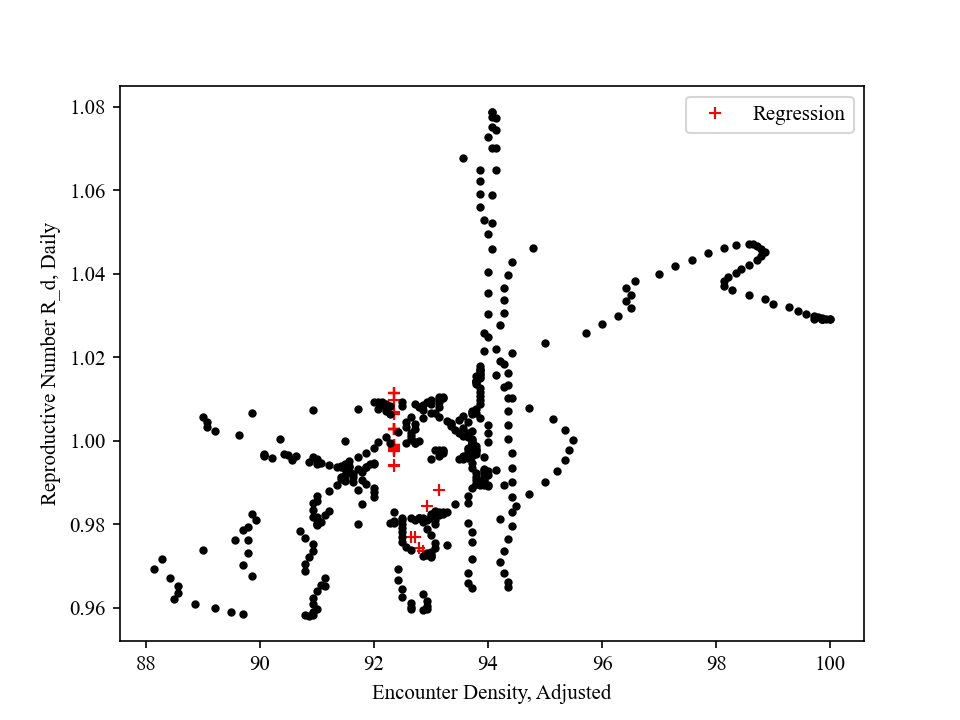 Regression
1.08
1.06
1.04
1.02
1.00
0.98
0.96
Reproductive Number R_d, Daily
88 90 92 94 96 98 100
Encounter Density, Adjusted